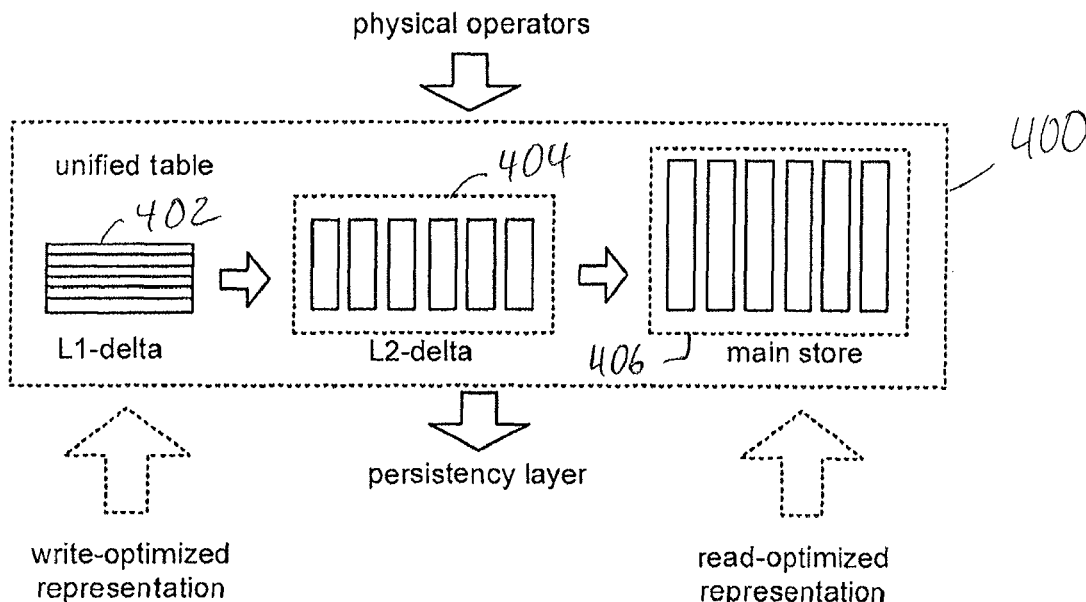 physical operators
400
unified table
404
402
L1-delta
L2-delta
406
main store
persistency layer
write-optimized
representation
read-optimized
representation